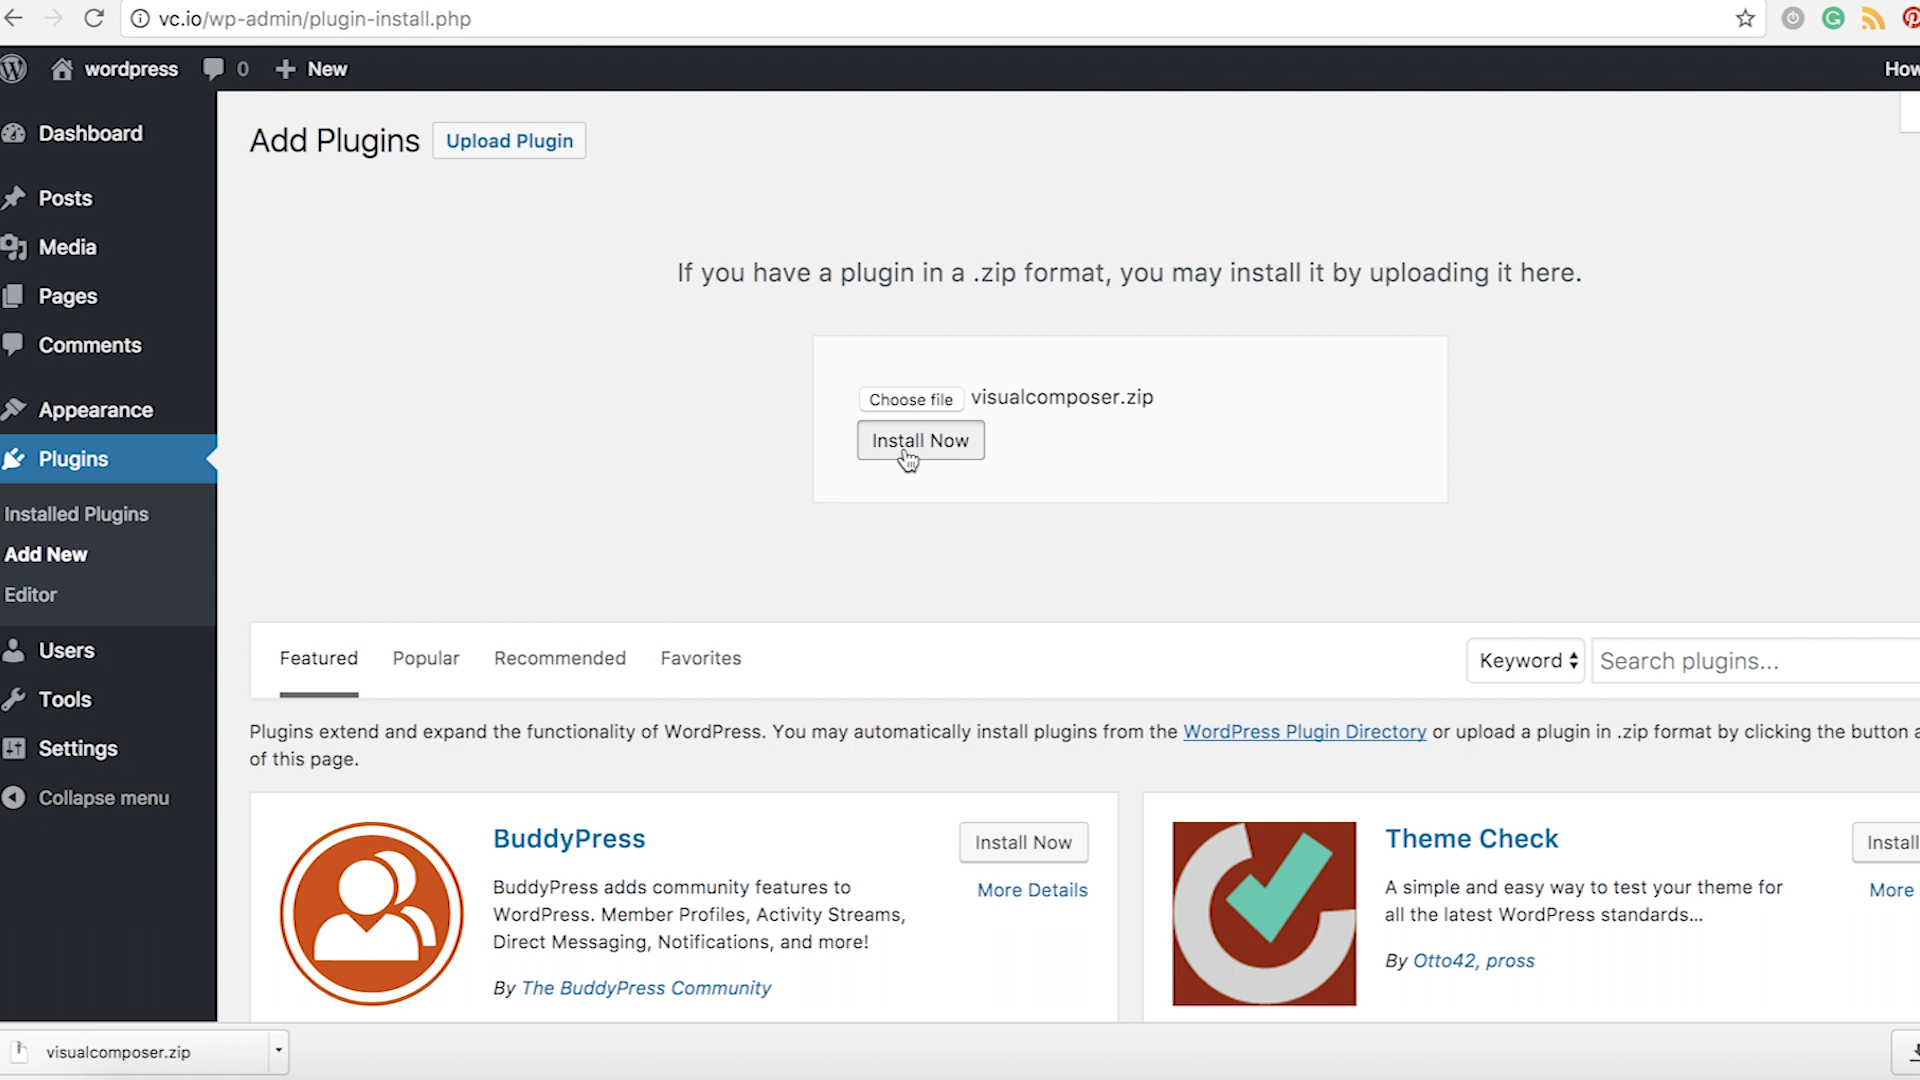 vc.io/wp-admin/plugin-install.php
wordpress 0 New
Dashboard
Posts
Media
Pages
Comments
Appearance
Plugins
Installed Plugins
Add New
Editor
Users
Tools
Settings
Collapse menu
Add Plugins Upload Plugin
If you have a plugin in a .zip format, you may install it by uploading it here.
Choose file visualcomposer.zip
Install Now
Featured Popular Recommended Favorites Keyword Search plugins...
Plugins extend and expand the functionality of WordPress. You may automatically install plugins from the WordPress Plugin Directory or upload a plugin in .zip format by clicking the button
of this page.
BuddyPress Install Now
More Details
BuddyPress adds community features to
WordPress. Member Profiles, Activity Streams,
Direct Messaging, Notifications, and more!
By The BuddyPress Community
Theme Check Install
More
A simple and easy way to test your theme for
all the latest WordPress standards...
By Otto42, pross
visualcomposer.zip